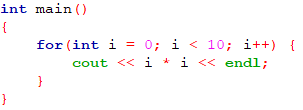 int main()
{
    for(int i = 0; i < 10; i++) {
        cout << i * i << endl;
    }
}